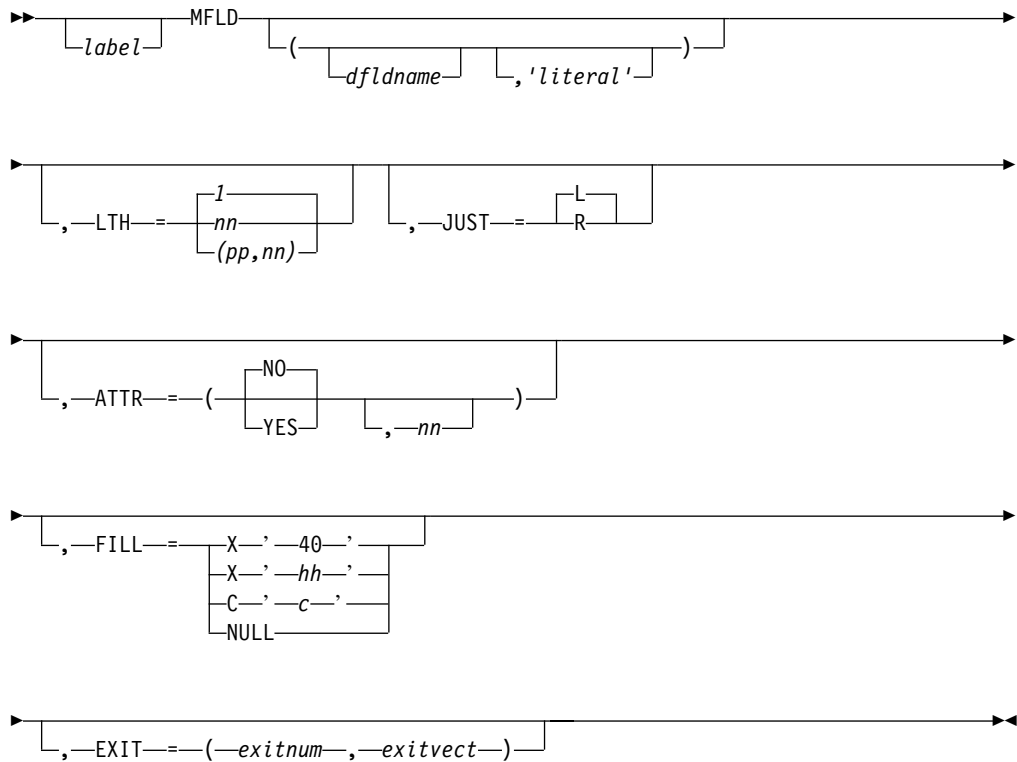 MFLD
label
(
)
dfldname
,'literal'
1
, LTH = nn
(pp,nn)
L
, JUST = R
NO
, ATTR = ( YES , nn )
, FILL = X ’ 40 ’
X ’ hh ’
C ’ c ’
NULL
, EXIT = ( exitnum , exitvect )